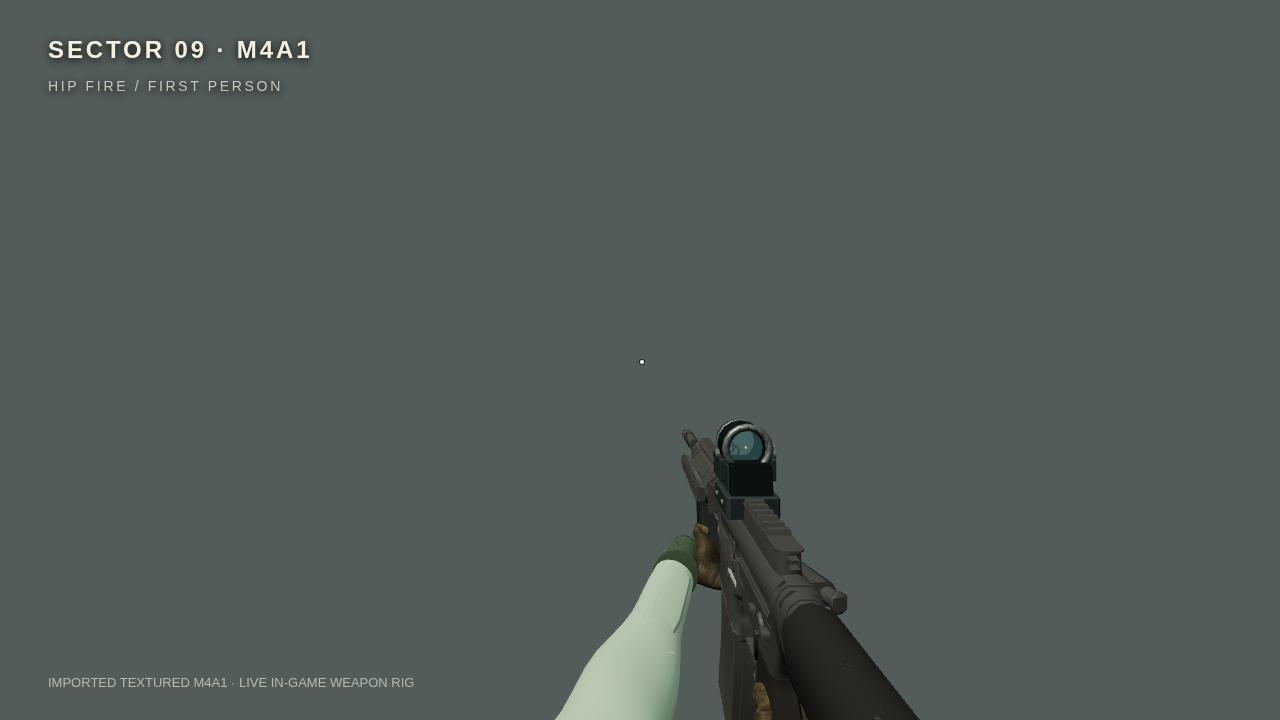 SECTOR 09 · M4A1
HIP FIRE / FIRST PERSON
IMPORTED TEXTURED M4A1 · LIVE IN-GAME WEAPON RIG